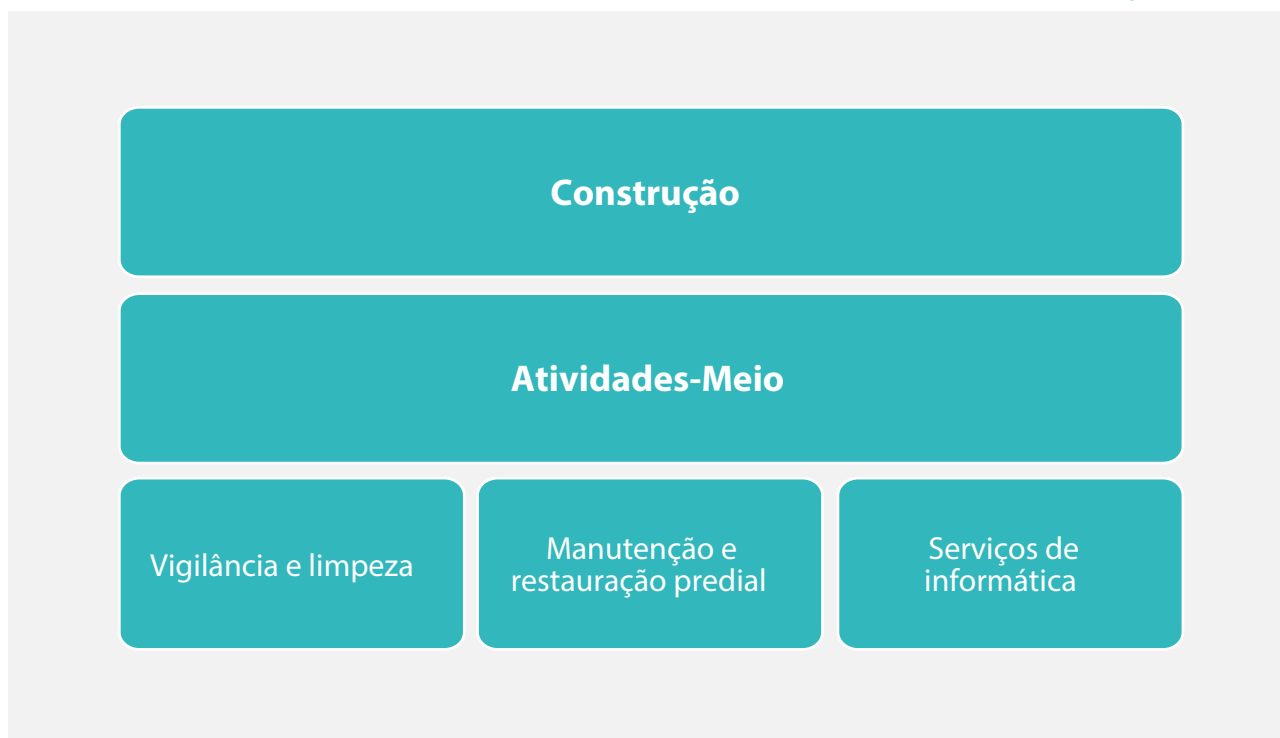 Construção
Atividades-Meio
Vigilância e limpeza
Manutenção e
restauração predial
Serviços de
informática